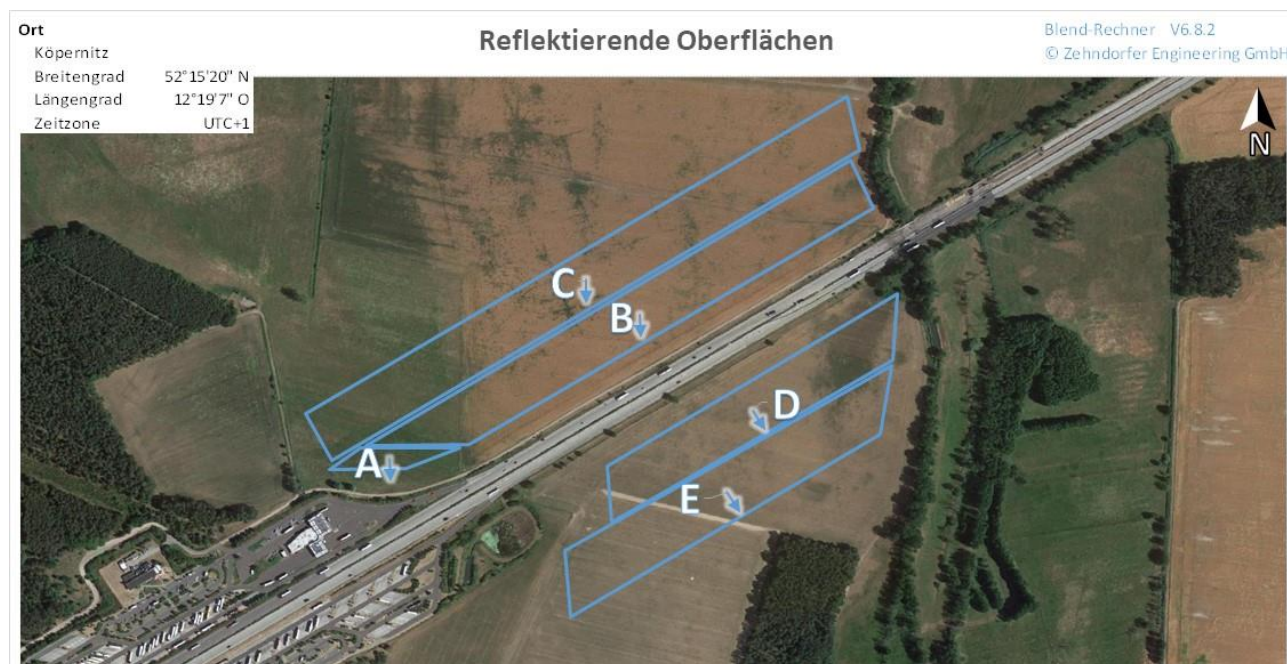 Ort
Köpernitz
Breitengrad 52°15'20" N
Längengrad 12°19'7" O
Zeitzone UTC+1
Reflektierende Oberflächen
Blend-Rechner V6.8.2
© Zehndorfer Engineering GmbH
N
C
B
A
D
E